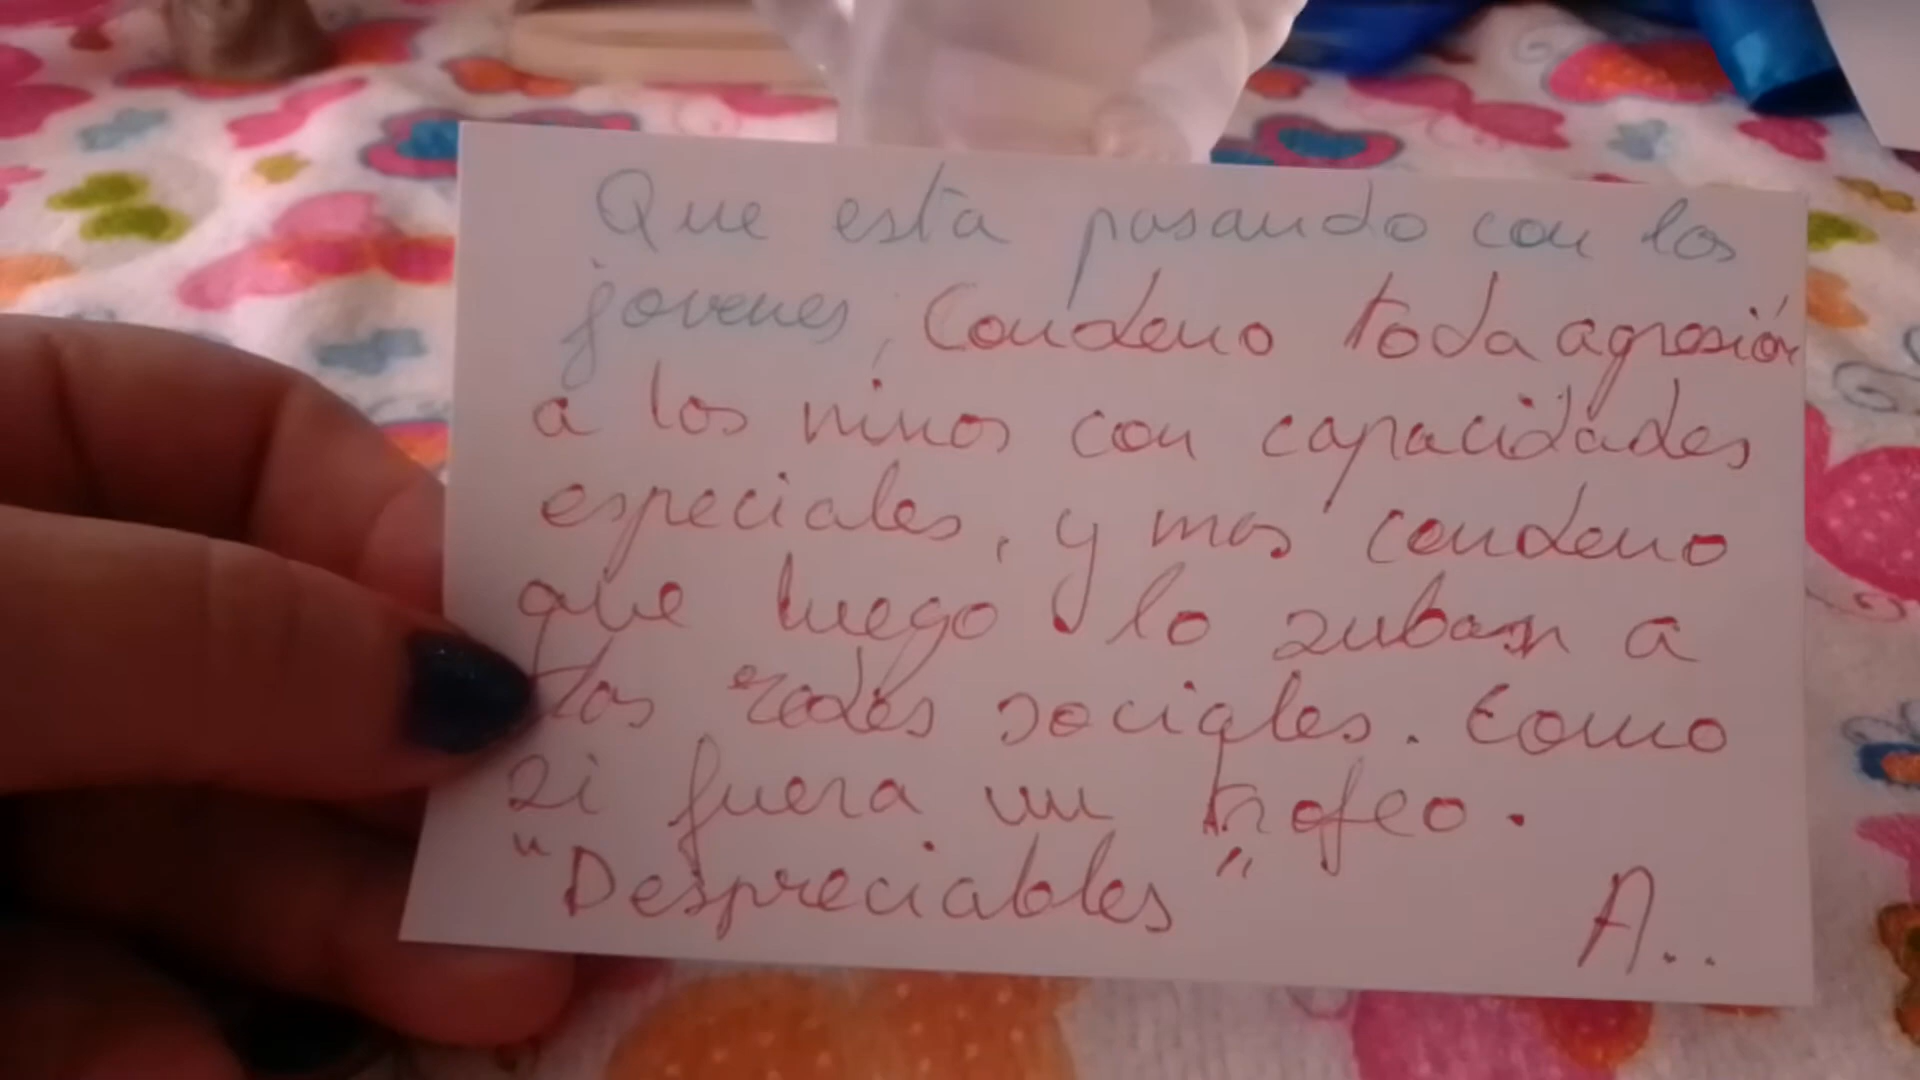 Que esta pasando con los
jovenes, Condeno toda agresión
a los ninos con capacidades
especiales, y mas condeno
que luego lo zuban a
las redes sociales. Como
si fuera un trofeo.
"Despreciables" A..